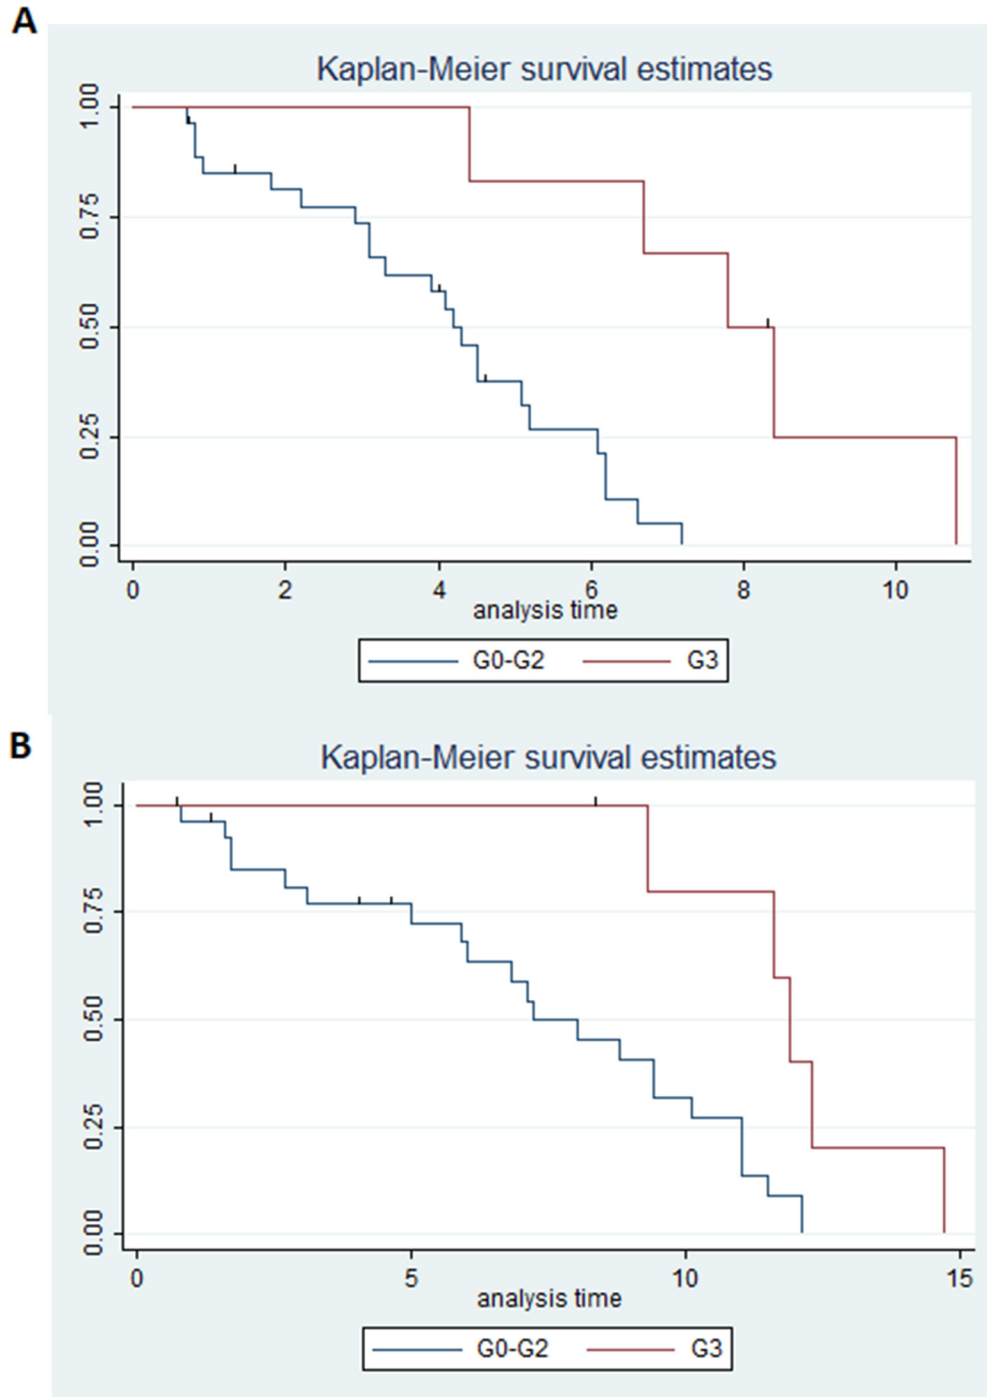 A
Kaplan-Meier survival estimates
1.00
0.75
0.50
0.25
0.00
0 2 4 6 8 10
analysis time
G0-G2 G3
B
Kaplan-Meier survival estimates
1.00
0.75
0.50
0.25
0.00
0 5 10 15
analysis time
G0-G2 G3